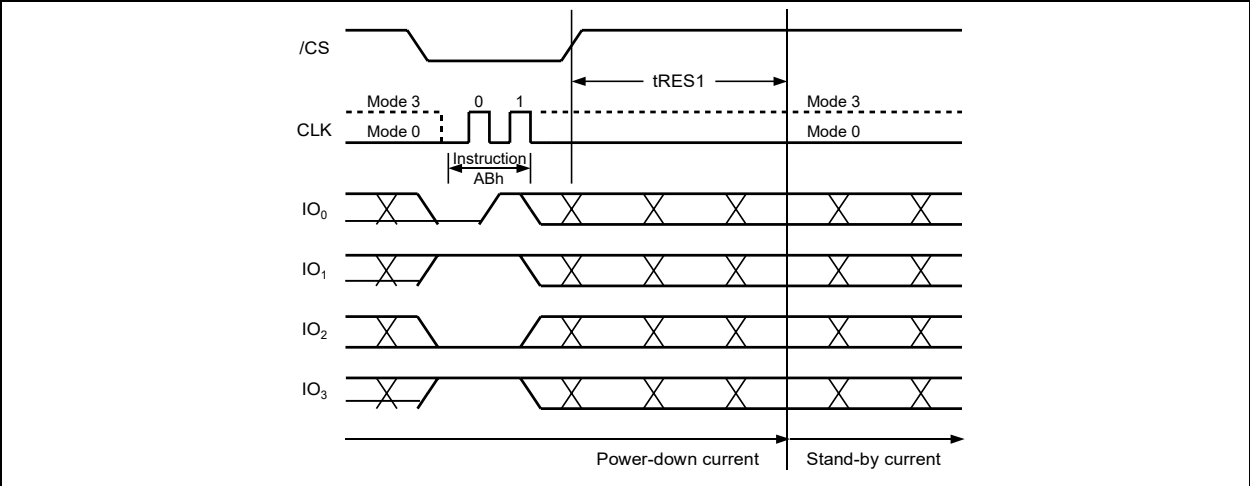 /CS
tRES1
Mode 3 0 1 Mode 3
CLK Mode 0 Mode 0
Instruction
ABh
IO0
IO1
IO2
IO3
Power-down current Stand-by current